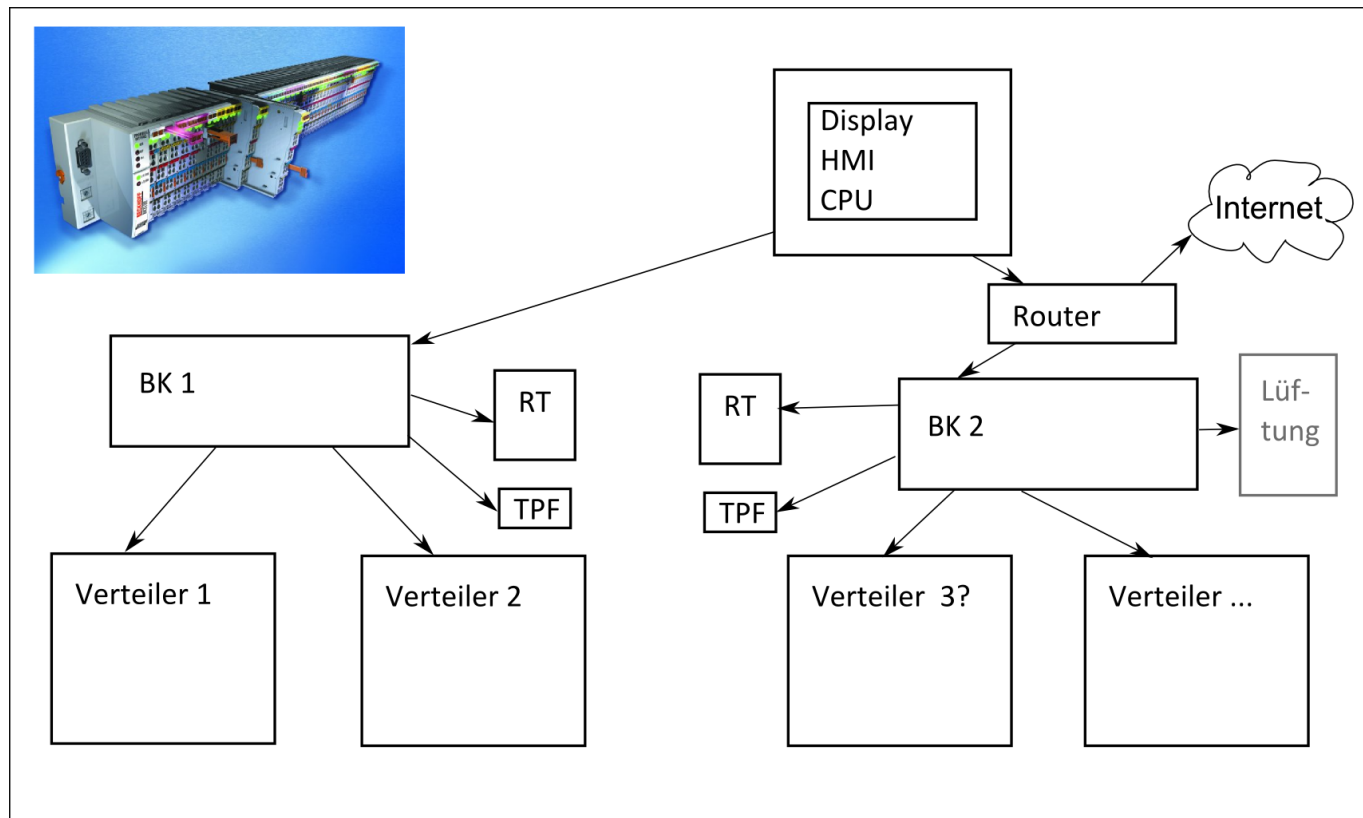 Display
HMI
CPU
Internet
Router
BK 1
RT
RT
BK 2
Lüf-
tung
TPF
TPF
Verteiler 1
Verteiler 2
Verteiler 3?
Verteiler ...